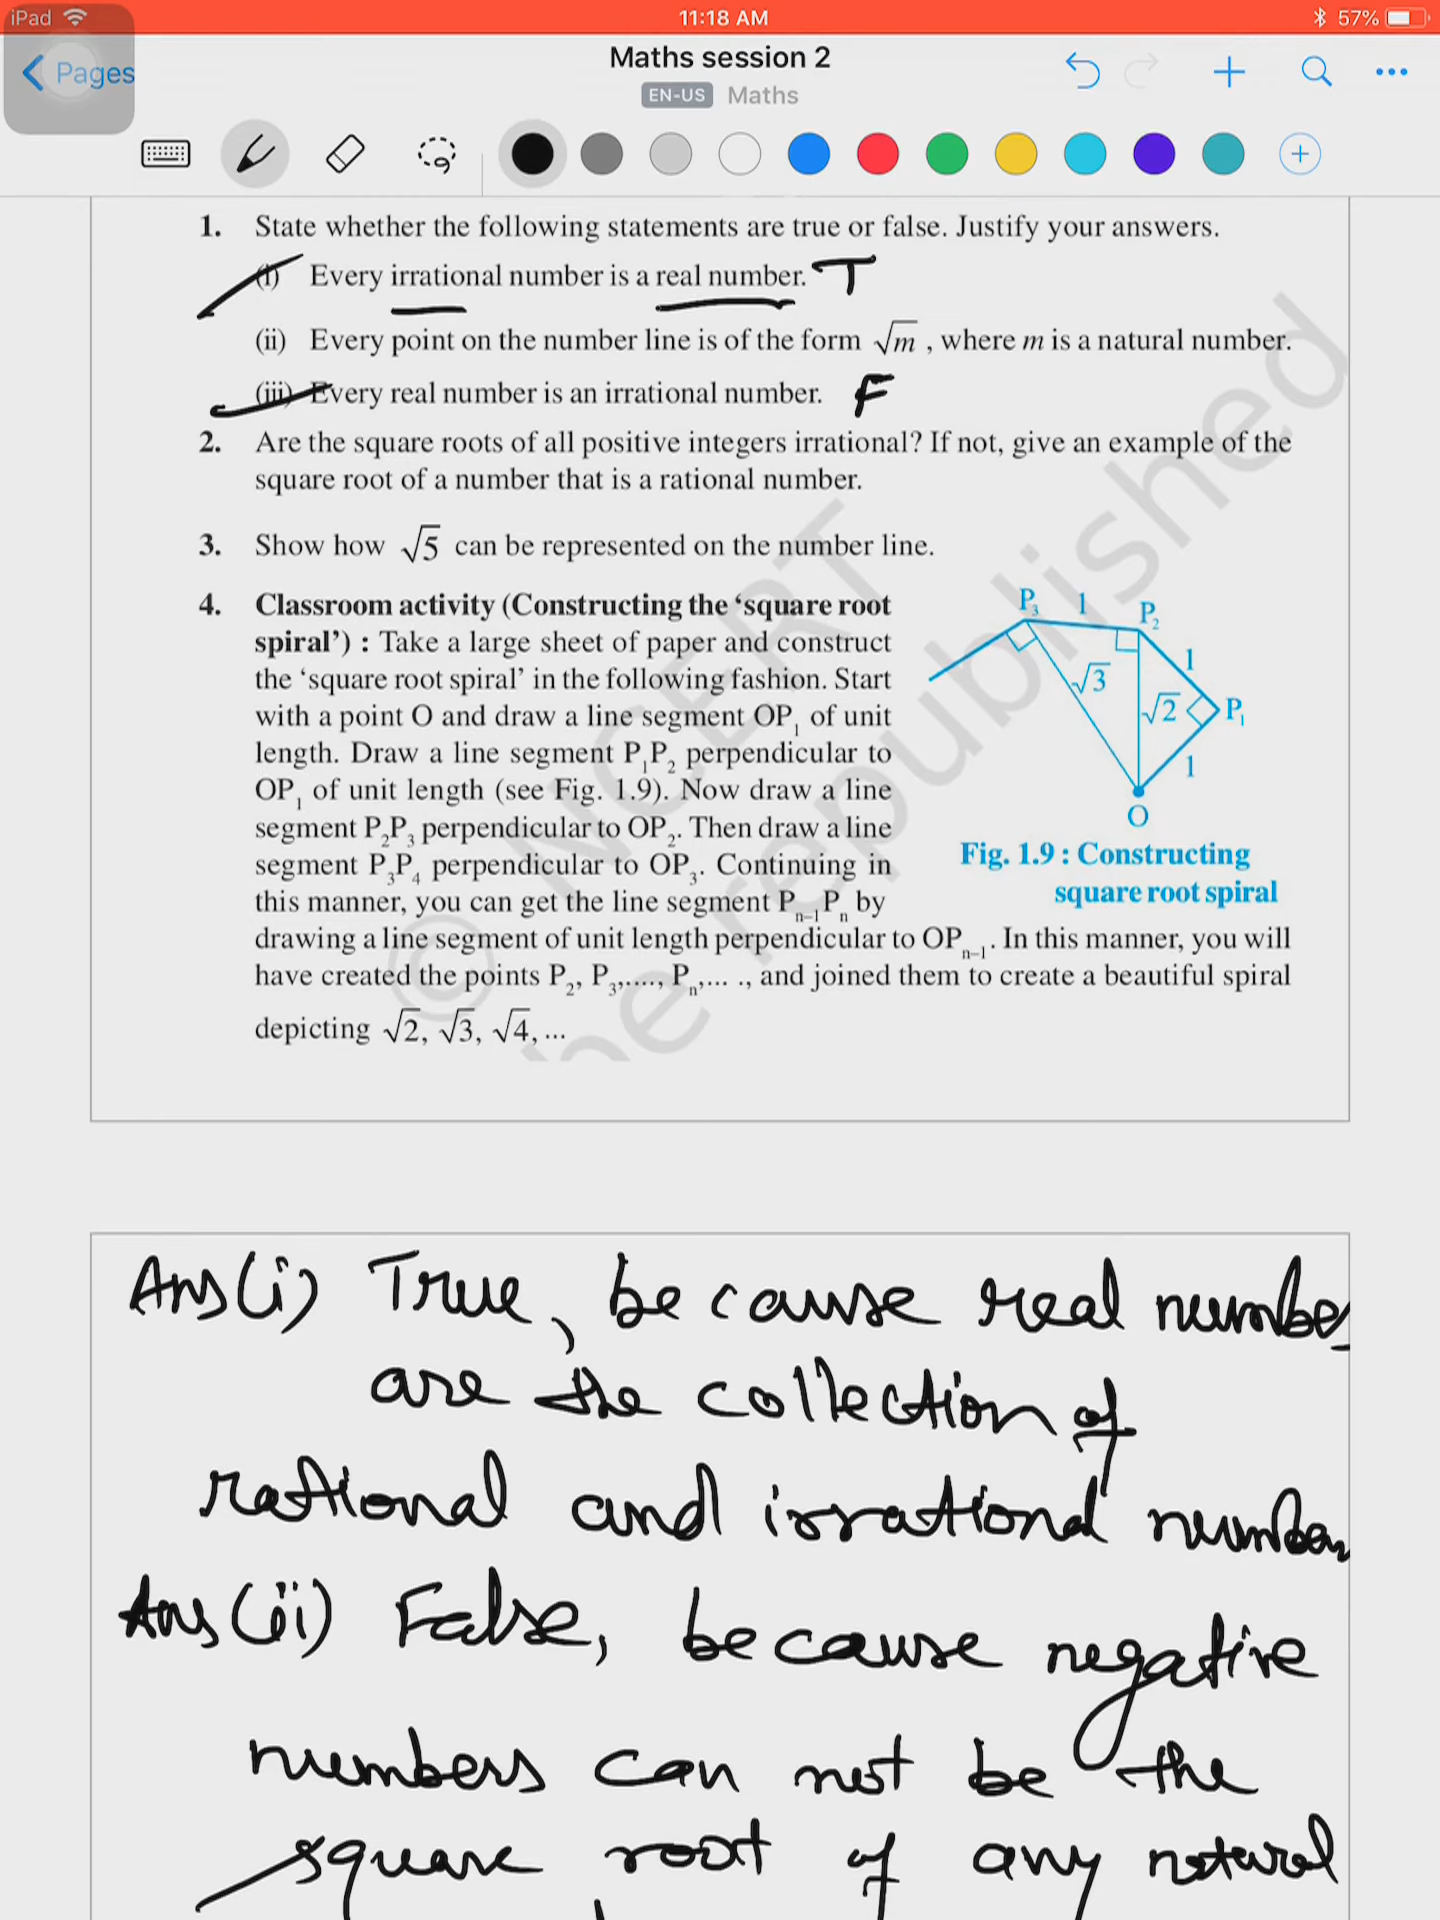 iPad
11:18 AM
57%
Pages
Maths session 2
EN-US Maths
1. State whether the following statements are true or false. Justify your answers.
(i) Every irrational number is a real number. T
(ii) Every point on the number line is of the form √m , where m is a natural number.
(iii) Every real number is an irrational number. F
2. Are the square roots of all positive integers irrational? If not, give an example of the
square root of a number that is a rational number.
3. Show how √5 can be represented on the number line.
4. Classroom activity (Constructing the ‘square root
spiral’) : Take a large sheet of paper and construct
the ‘square root spiral’ in the following fashion. Start
with a point O and draw a line segment OP₁ of unit
length. Draw a line segment P₁P₂ perpendicular to
OP₁ of unit length (see Fig. 1.9). Now draw a line
segment P₂P₃ perpendicular to OP₂. Then draw a line
segment P₃P₄ perpendicular to OP₃. Continuing in
this manner, you can get the line segment Pₙ₋₁Pₙ by
drawing a line segment of unit length perpendicular to OPₙ₋₁. In this manner, you will
have created the points P₂, P₃,...., Pₙ,... ., and joined them to create a beautiful spiral
depicting √2, √3, √4, ...
P₃ 1 P₂
1
√3
√2 P₁
1
O
Fig. 1.9 : Constructing
square root spiral
© NCERT
be republished
Ans(i) True, because real number
are the collection of
rational and irrational number
Ans(ii) False, because negative
numbers can not be the
square root of any natural